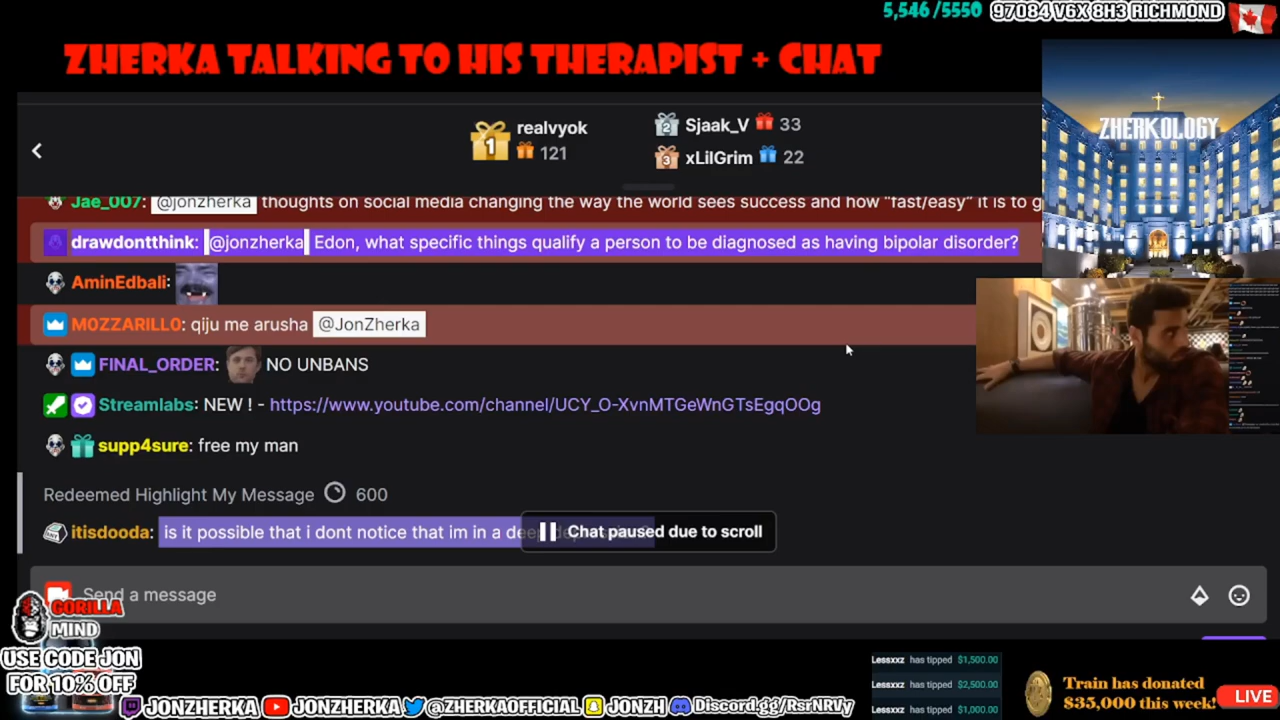 5,546 /5550
97084 V6X 8H3 RICHMOND
ZHERKA TALKING TO HIS THERAPIST + CHAT
ZHERKOLOGY
1
realvyok
121
2 Sjaak_V 33
3 xLilGrim 22
Jae_007: @jonzherka thoughts on social media changing the way the world sees success and how "fast/easy" it is to g
drawdontthink: @jonzherka Edon, what specific things qualify a person to be diagnosed as having bipolar disorder?
AminEdbali:
M0ZZARILL0: qiju me arusha @JonZherka
FINAL_ORDER: NO UNBANS
Streamlabs: NEW ! - https://www.youtube.com/channel/UCY_O-XvnMTGeWnGTsEgqOOg
supp4sure: free my man
Redeemed Highlight My Message 600
itisdooda: is it possible that i dont notice that im in a
Chat paused due to scroll
Send a message
GORILLA
MIND
USE CODE JON
FOR 10% OFF
JONZHERKA JONZHERKA @ZHERKAOFFICIAL JONZH Discord.gg/RsrNRVy
Lessxxz has tipped $1,500.00
Lessxxz has tipped $2,500.00
Lessxxz has tipped $1,000.00
Train has donated
$35,000 this week!
LIVE